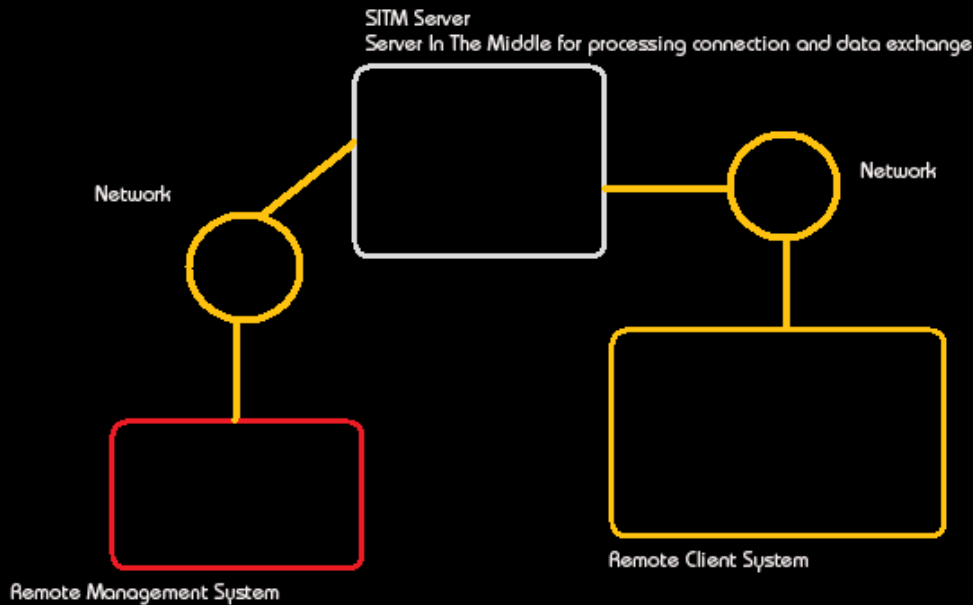 SITM Server
Server In The Middle for processing connection and data exchange
Network
Network
Remote Client System
Remote Management System